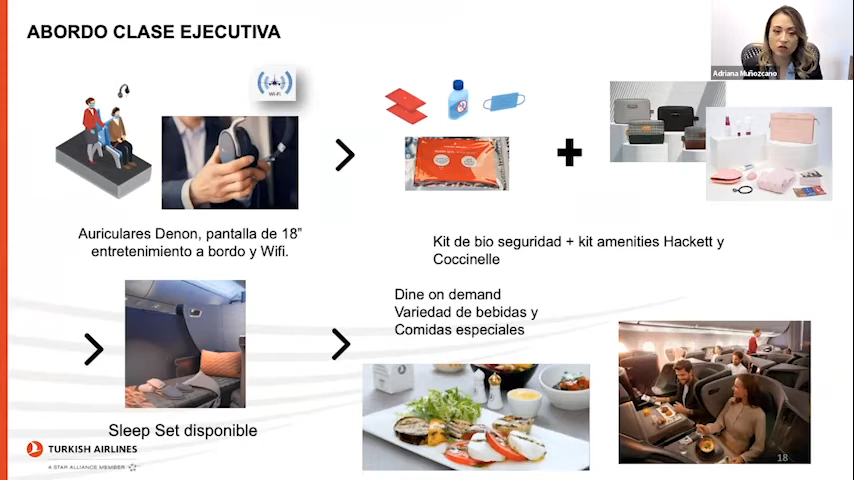 ABORDO CLASE EJECUTIVA
Adriana Muñozcano
Wi-Fi
Auriculares Denon, pantalla de 18”
entretenimiento a bordo y Wifi.
Kit de bio seguridad + kit amenities Hackett y
Coccinelle
Dine on demand
Variedad de bebidas y
Comidas especiales
Sleep Set disponible
TURKISH AIRLINES
A STAR ALLIANCE MEMBER
18